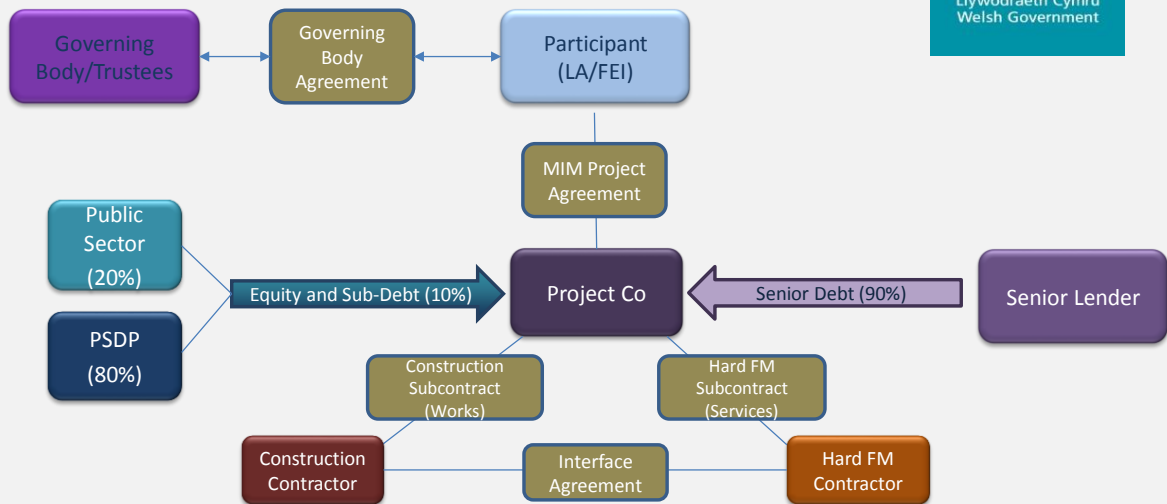 Llywodraeth Cymru
Welsh Government
Governing
Body/Trustees
Governing
Body
Agreement
Participant
(LA/FEI)
MIM Project
Agreement
Public
Sector
(20%)
PSDP
(80%)
Equity and Sub-Debt (10%)
Project Co
Senior Debt (90%)
Senior Lender
Construction
Subcontract
(Works)
Hard FM
Subcontract
(Services)
Construction
Contractor
Interface
Agreement
Hard FM
Contractor